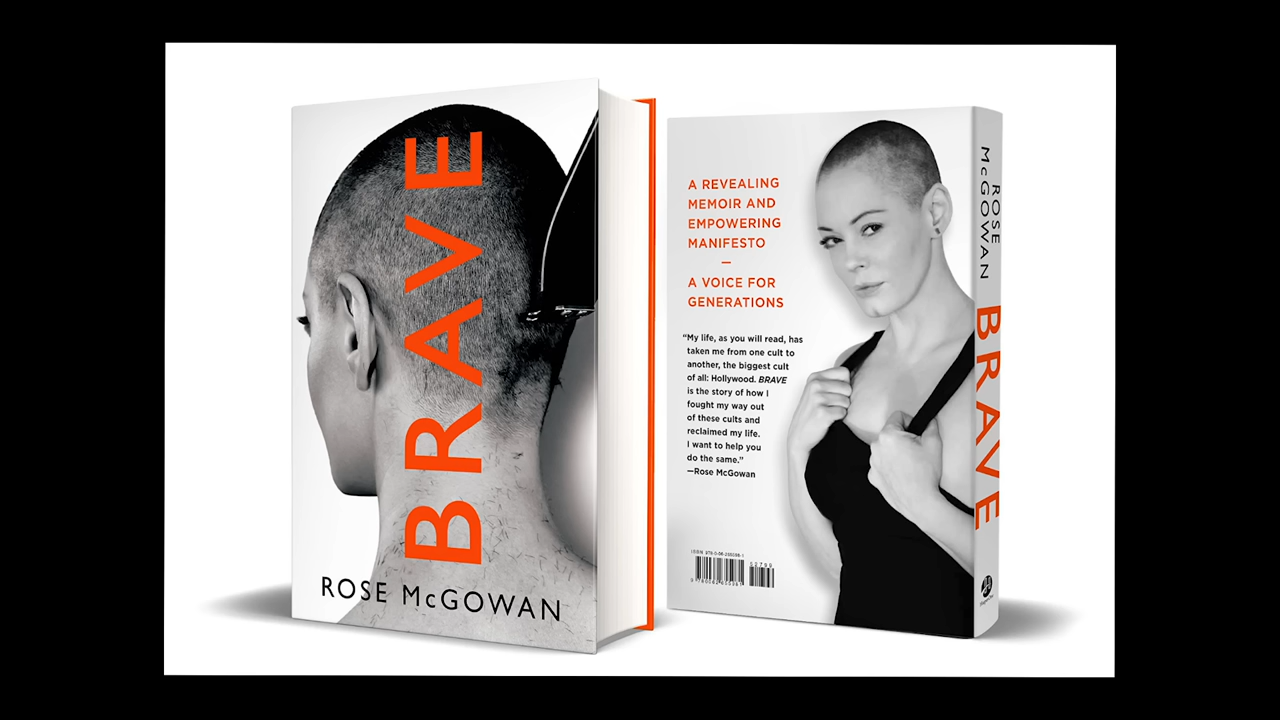 BRAVE
ROSE McGOWAN
A REVEALING
MEMOIR AND
EMPOWERING
MANIFESTO
—
A VOICE FOR
GENERATIONS
“My life, as you will read, has
taken me from one cult to
another, the biggest cult
of all: Hollywood. BRAVE
is the story of how I
fought my way out
of these cults and
reclaimed my life.
I want to help you
do the same.”
—Rose McGowan
ROSE
McGOWAN
BRAVE